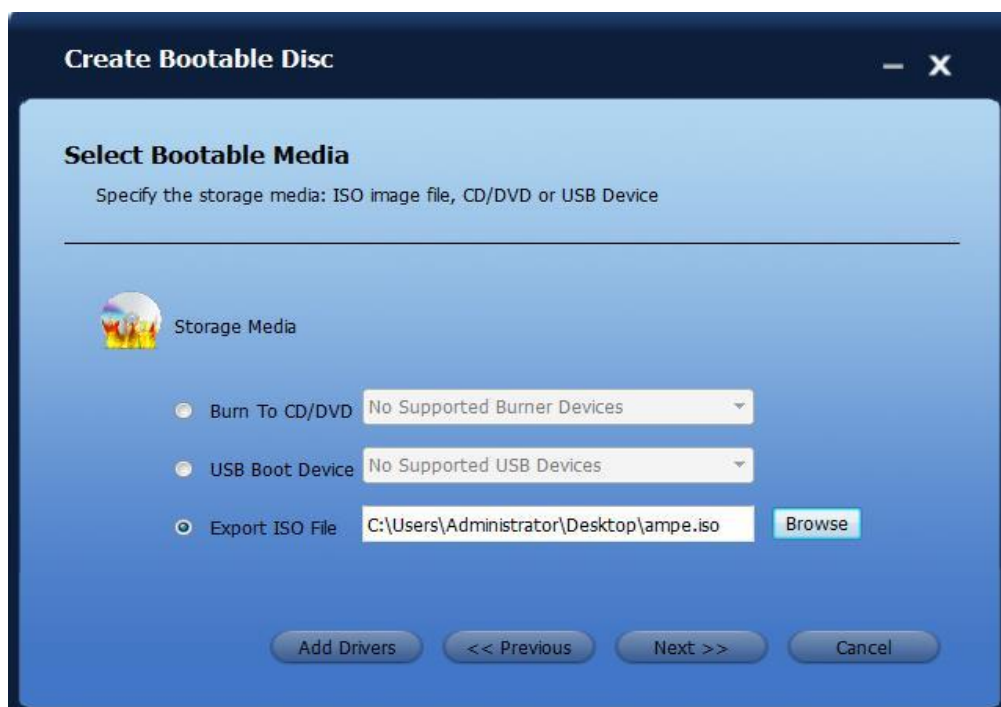 Create Bootable Disc
Select Bootable Media
Specify the storage media: ISO image file, CD/DVD or USB Device
Storage Media
Burn To CD/DVD No Supported Burner Devices
USB Boot Device No Supported USB Devices
Export ISO File C:\Users\Administrator\Desktop\ampe.iso Browse
Add Drivers << Previous Next >> Cancel